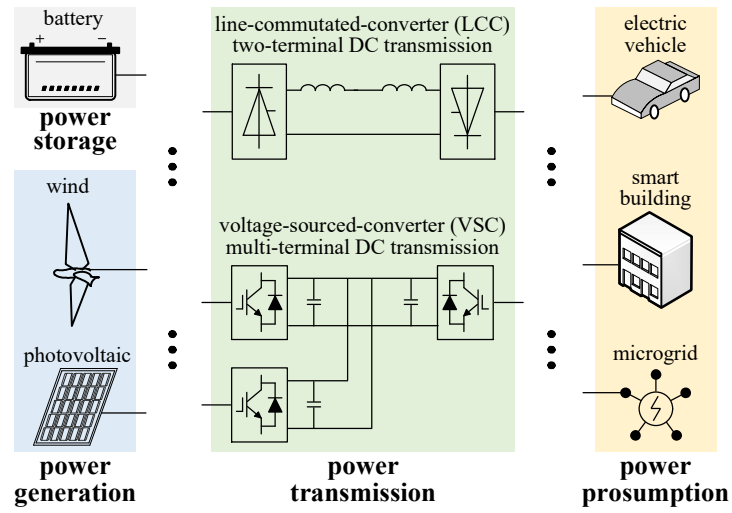 battery
+ −
power
storage
wind
photovoltaic
power
generation
line-commutated-converter (LCC)
two-terminal DC transmission
voltage-sourced-converter (VSC)
multi-terminal DC transmission
power
transmission
electric
vehicle
smart
building
microgrid
power
prosumption